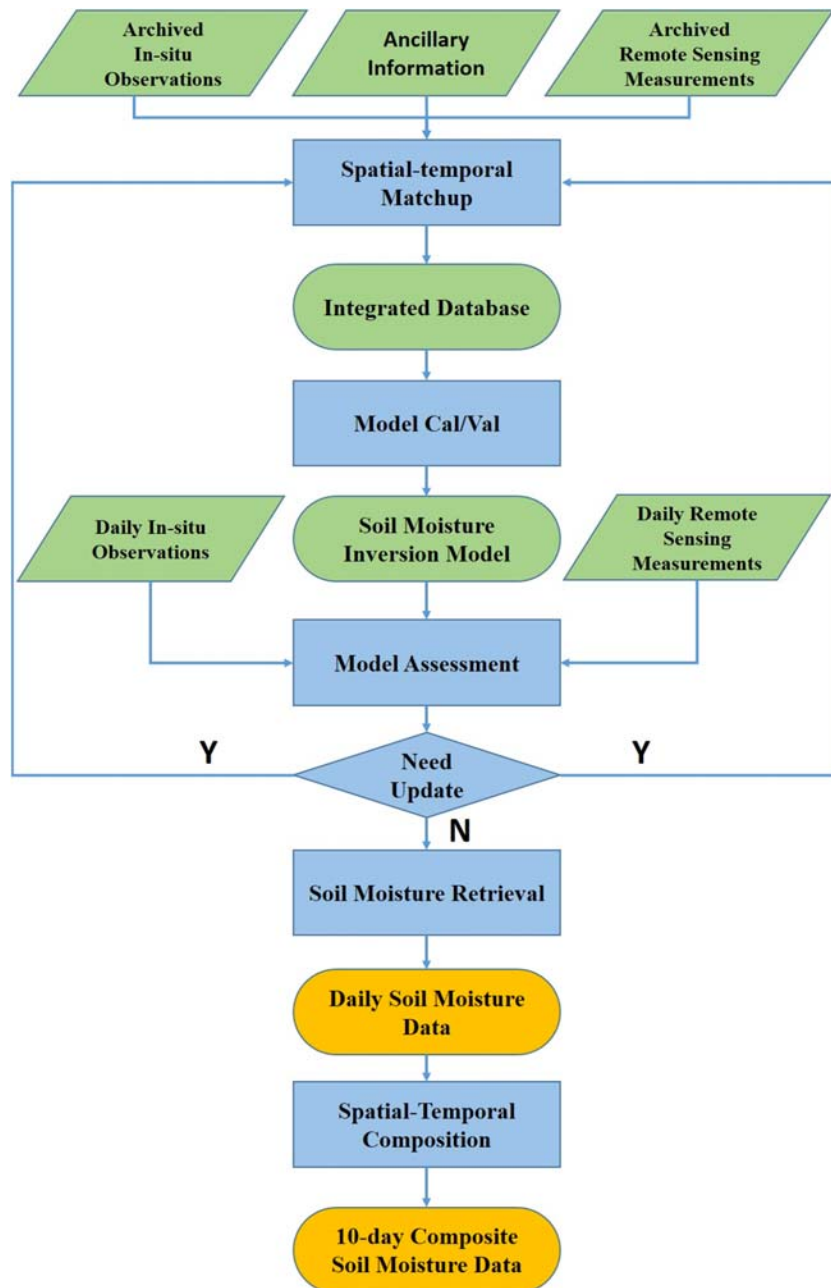 Archived
In-situ
Observations
Ancillary
Information
Archived
Remote Sensing
Measurements
Spatial-temporal
Matchup
Integrated Database
Model Cal/Val
Daily In-situ
Observations
Soil Moisture
Inversion Model
Daily Remote
Sensing
Measurements
Model Assessment
Y
Need
Update
Y
N
Soil Moisture Retrieval
Daily Soil Moisture
Data
Spatial-Temporal
Composition
10-day Composite
Soil Moisture Data